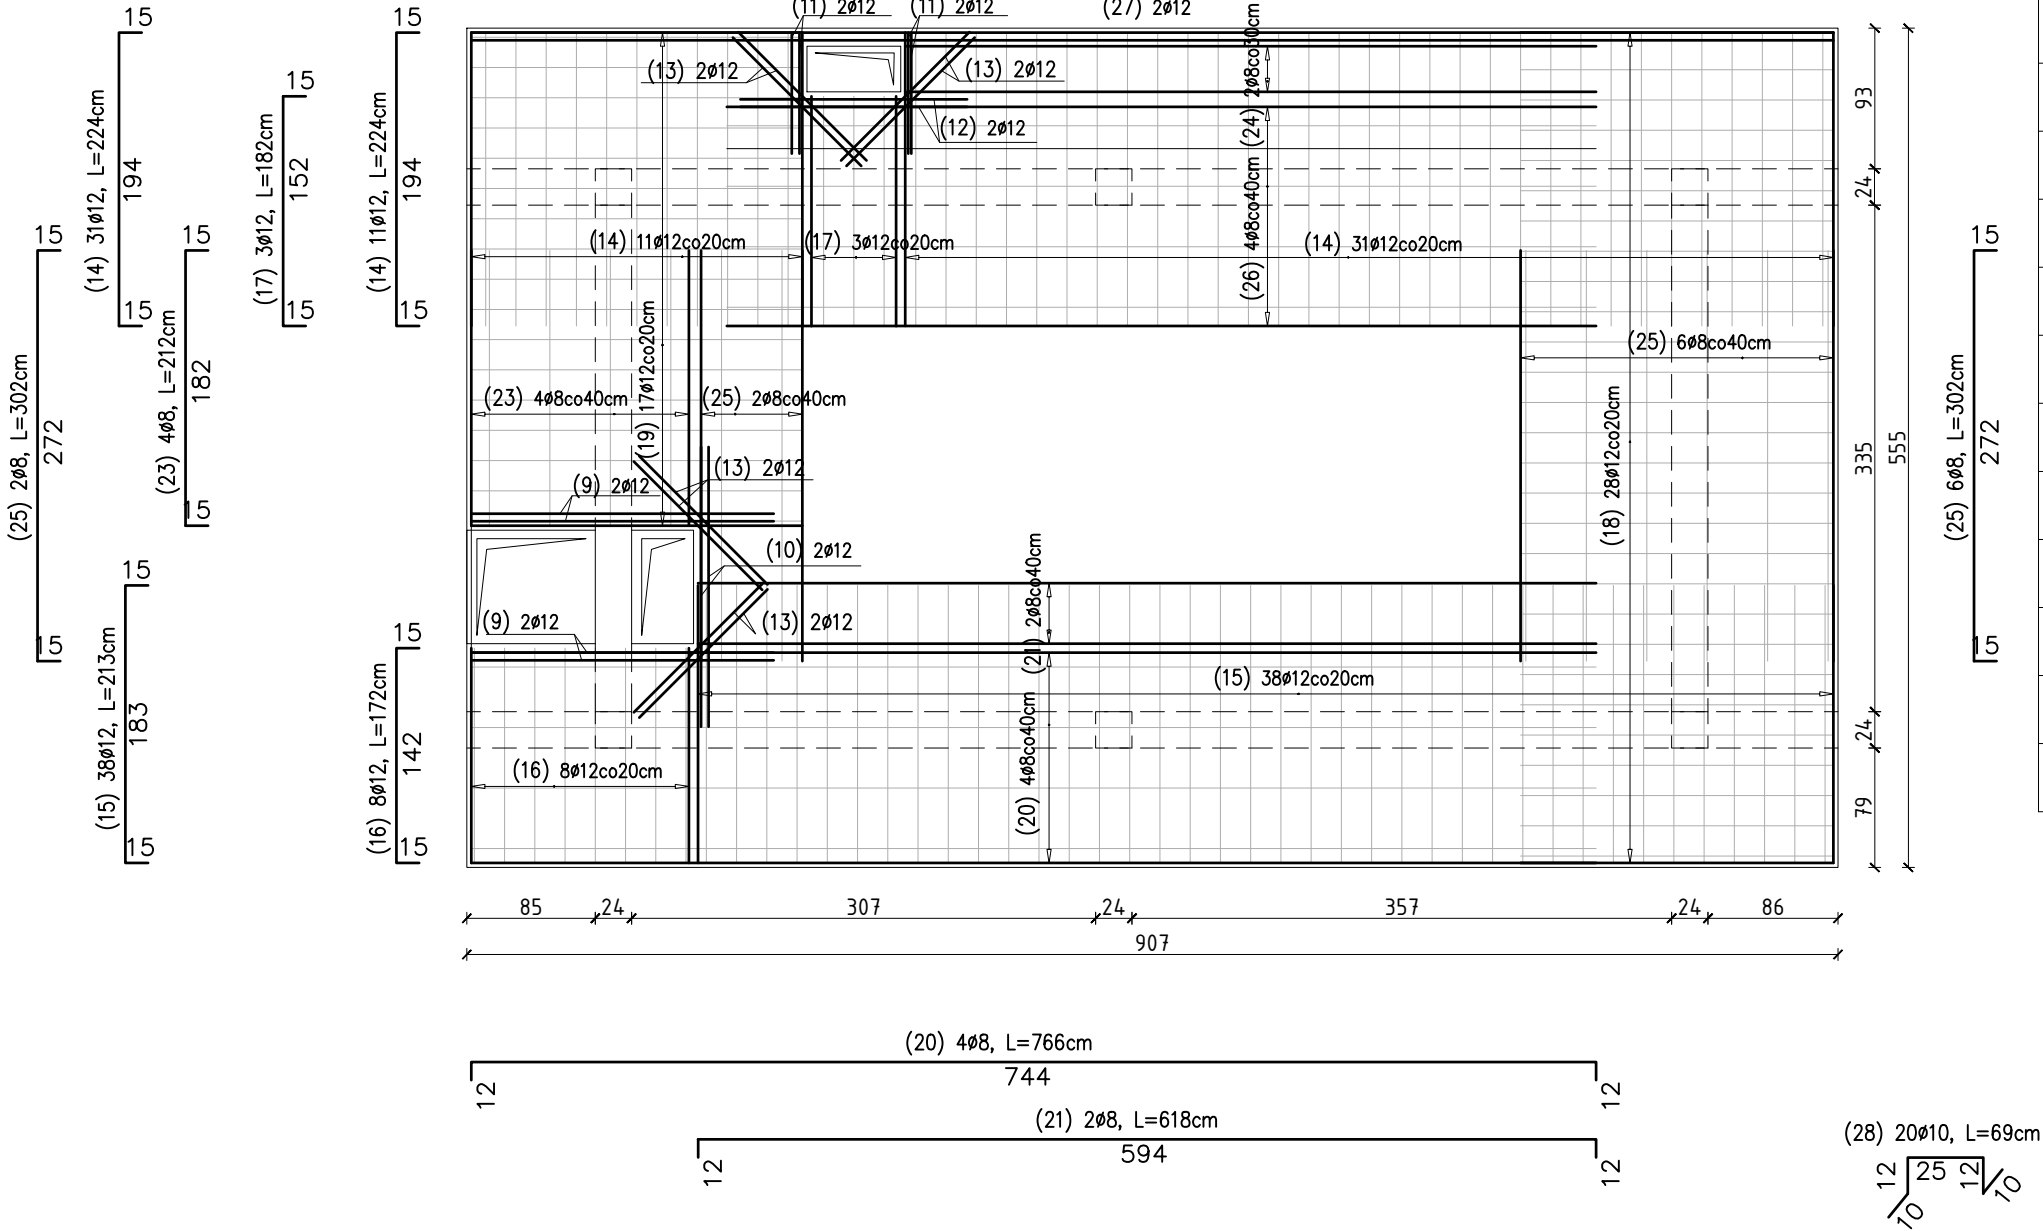 (11) 2ø12
(11) 2ø12
(27) 2ø12
15
15
(13) 2ø12
(13) 2ø12
(24) 2ø8co30cm
15
93
(14) 31ø12, L=224cm
194
(17) 3ø12, L=182cm
152
(14) 11ø12, L=224cm
194
(12) 2ø12
24
15
15
(14) 11ø12co20cm
(17) 3ø12co20cm
(26) 4ø8co40cm
(14) 31ø12co20cm
15
15
15
15
(25) 2ø8, L=302cm
272
(23) 4ø8, L=212cm
182
(19) 17ø12co20cm
(25) 6ø8co40cm
(23) 4ø8co40cm
(25) 2ø8co40cm
(18) 28ø12co20cm
335
555
(25) 6ø8, L=302cm
272
(13) 2ø12
(9) 2ø12
15
(10) 2ø12
15
(21) 2ø8co40cm
(9) 2ø12
(13) 2ø12
15
15
15
(15) 38ø12, L=213cm
183
(16) 8ø12, L=172cm
142
(15) 38ø12co20cm
24
(20) 4ø8co40cm
(16) 8ø12co20cm
79
15
15
85
24
307
24
357
24
86
907
(20) 4ø8, L=766cm
744
12
12
(21) 2ø8, L=618cm
594
12
12
(28) 20ø10, L=69cm
12
25
12
10
10